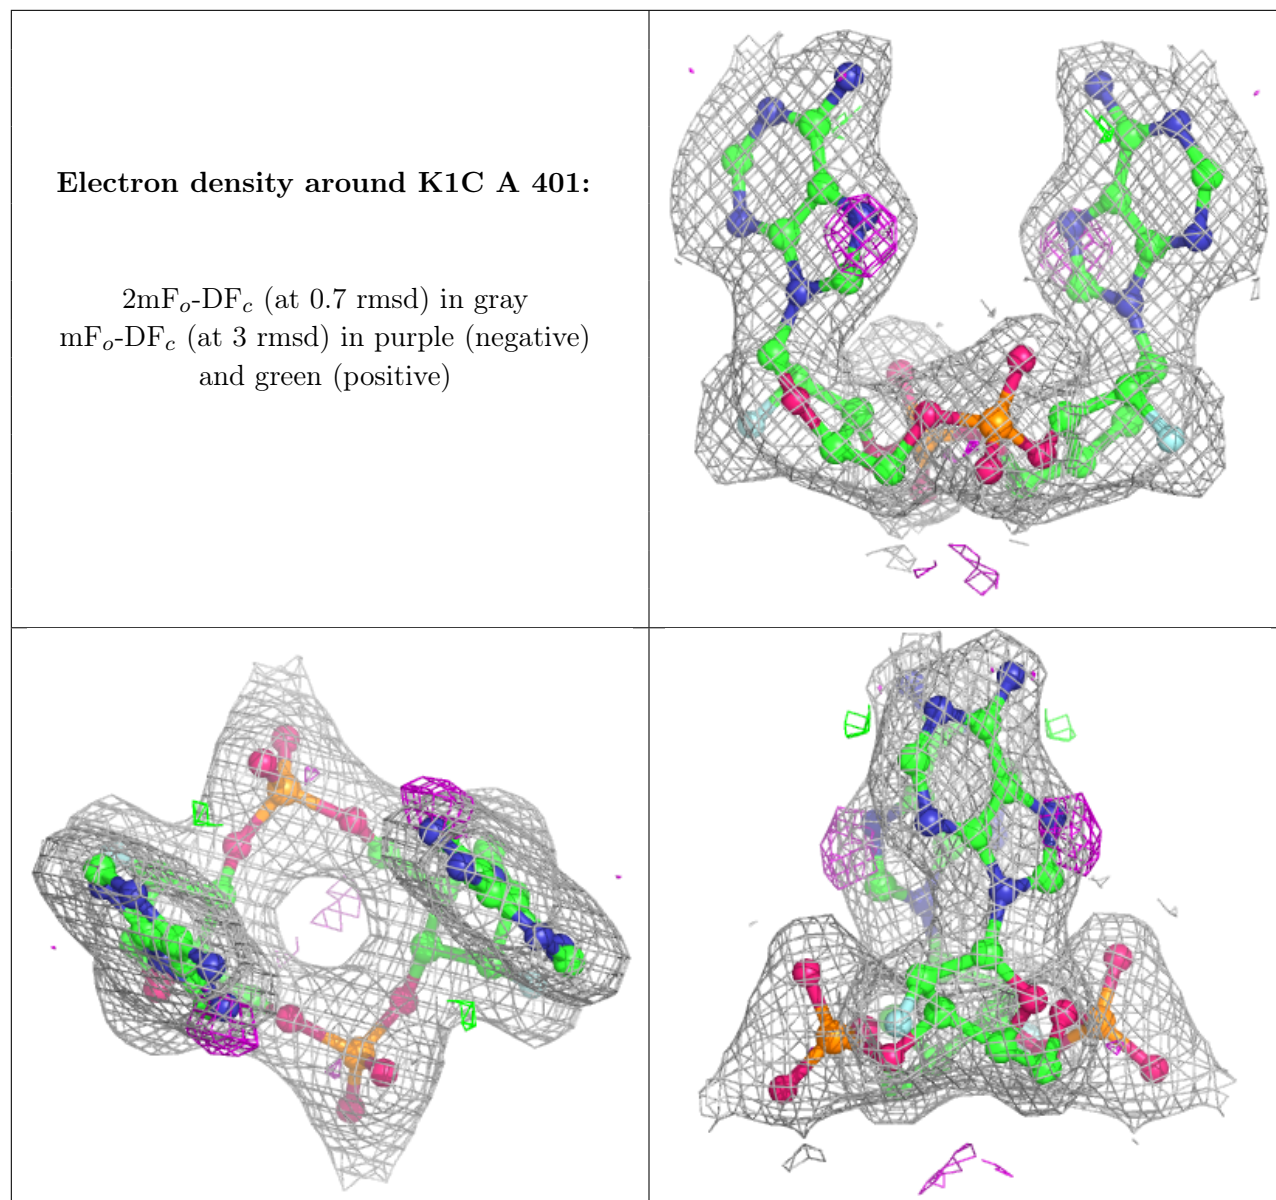 Electron density around K1C A 401:
2mFo-DFc (at 0.7 rmsd) in gray
mFo-DFc (at 3 rmsd) in purple (negative)
and green (positive)